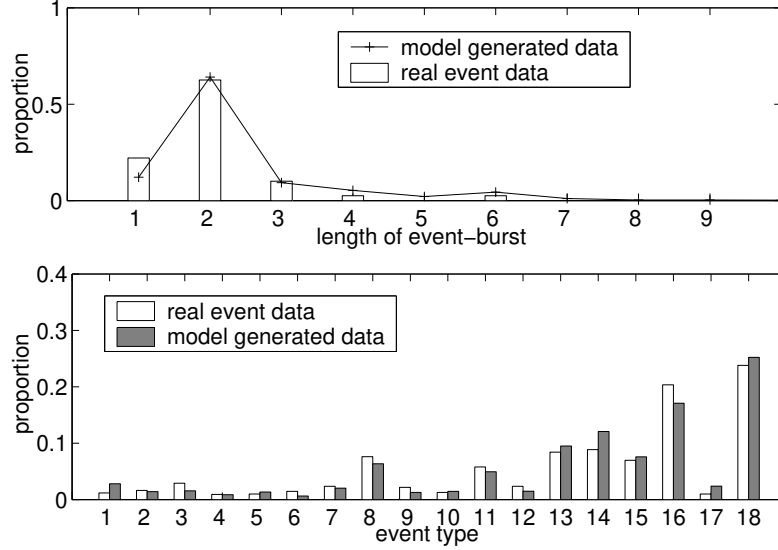 1
model generated data
real event data
0.5
proportion
0
1 2 3 4 5 6 7 8 9
length of event−burst
0.4
real event data
model generated data
0.3
0.2
proportion
0.1
0
1 2 3 4 5 6 7 8 9 10 11 12 13 14 15 16 17 18
event type